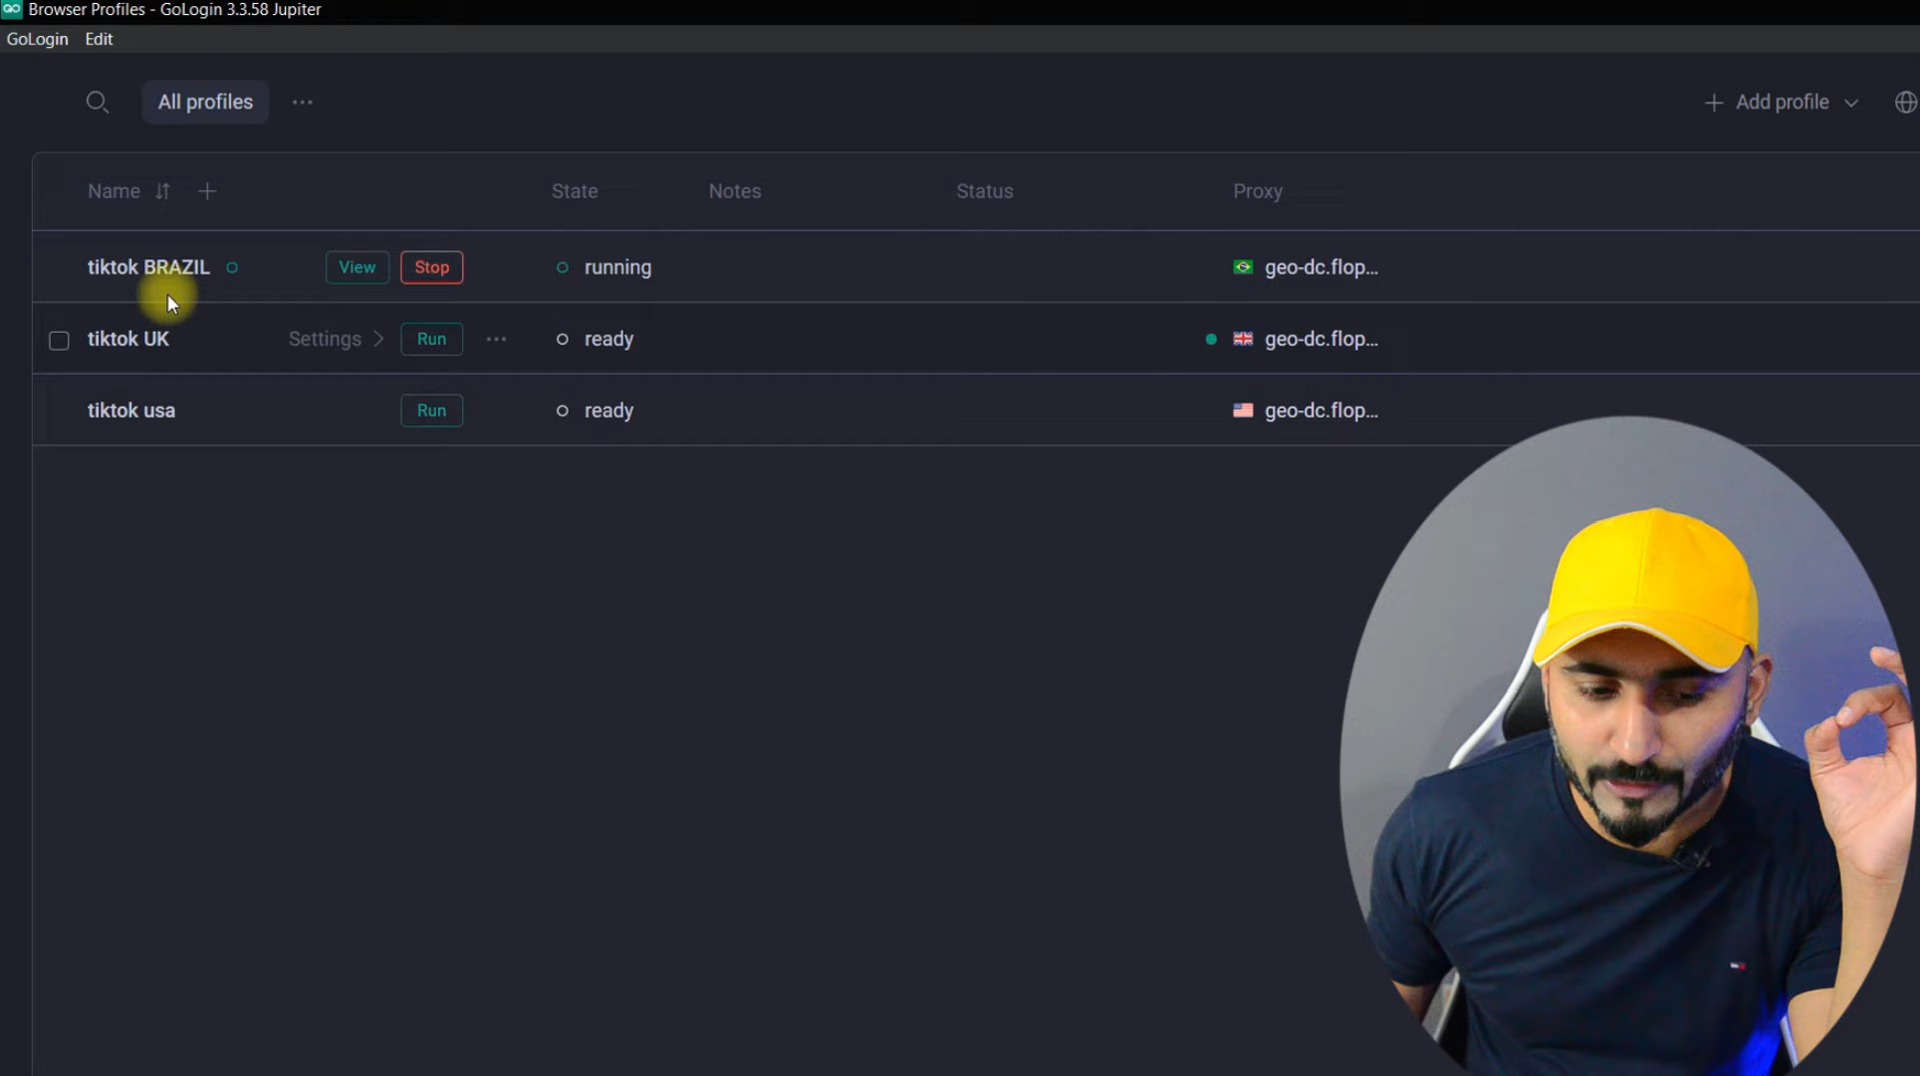 Browser Profiles - GoLogin 3.3.58 Jupiter
GoLogin Edit
All profiles ... Add profile
Name State Notes Status Proxy
tiktok BRAZIL View Stop running geo-dc.flop...
tiktok UK Settings > Run ... ready geo-dc.flop...
tiktok usa Run ready geo-dc.flop...